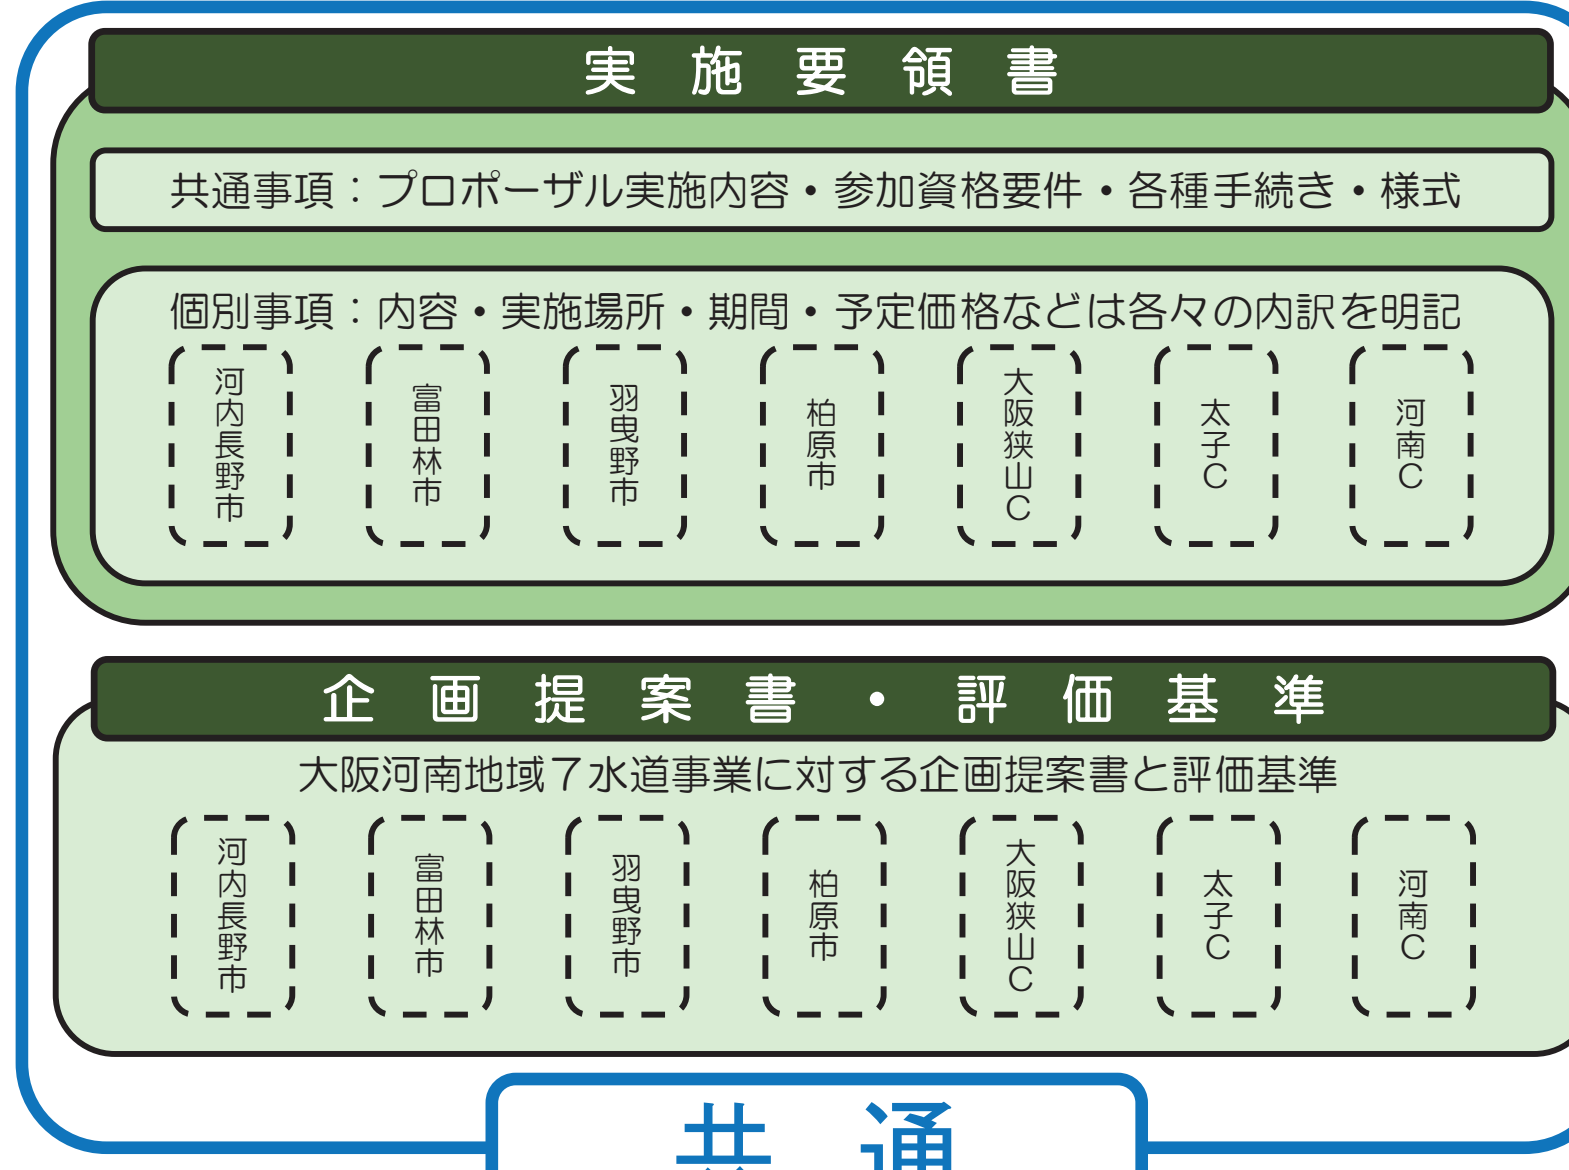 実施要領書
共通事項：プロポーザル実施内容・参加資格要件・各種手続き・様式
個別事項：内容・実施場所・期間・予定価格などは各々の内訳を明記
河内長野市
富田林市
羽曳野市
柏原市
大阪狭山C
太子C
河南C
企画提案書・評価基準
大阪河南地域７水道事業に対する企画提案書と評価基準
河内長野市
富田林市
羽曳野市
柏原市
大阪狭山C
太子C
河南C
共通